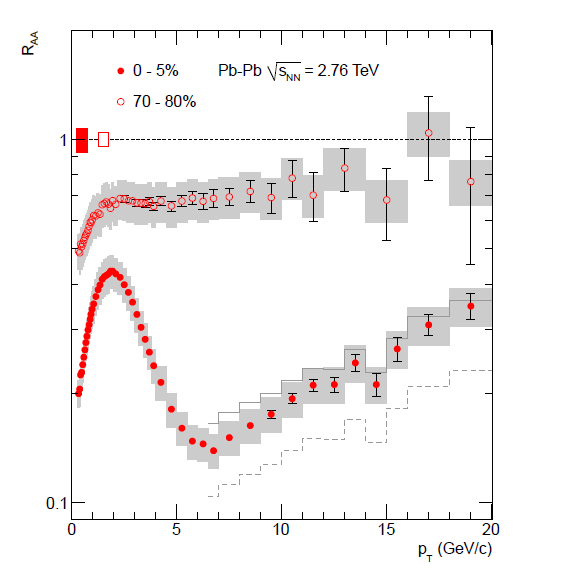 R_AA
0 - 5% Pb-Pb √s_NN = 2.76 TeV
70 - 80%
1
0.1
0 5 10 15 20
p_T (GeV/c)